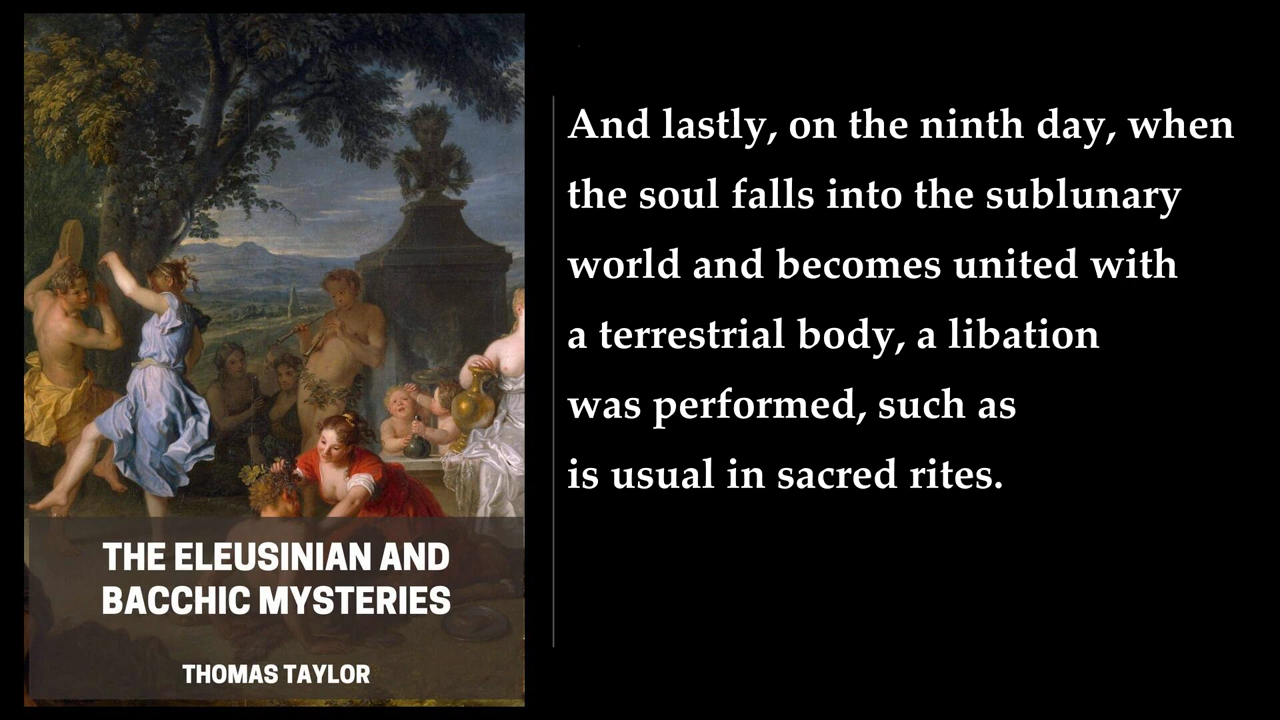 And lastly, on the ninth day, when
the soul falls into the sublunary
world and becomes united with
a terrestrial body, a libation
was performed, such as
is usual in sacred rites.
THE ELEUSINIAN AND
BACCHIC MYSTERIES
THOMAS TAYLOR